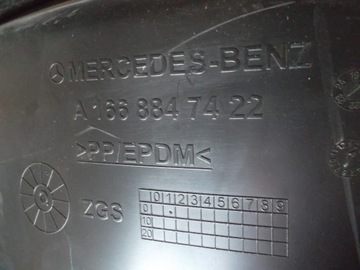 MERCEDES-BENZ
A 166 884 74 22
>PP/EPDM<
ZGS
0 1 2 3 4 5 6 7 8 9
0
10
20